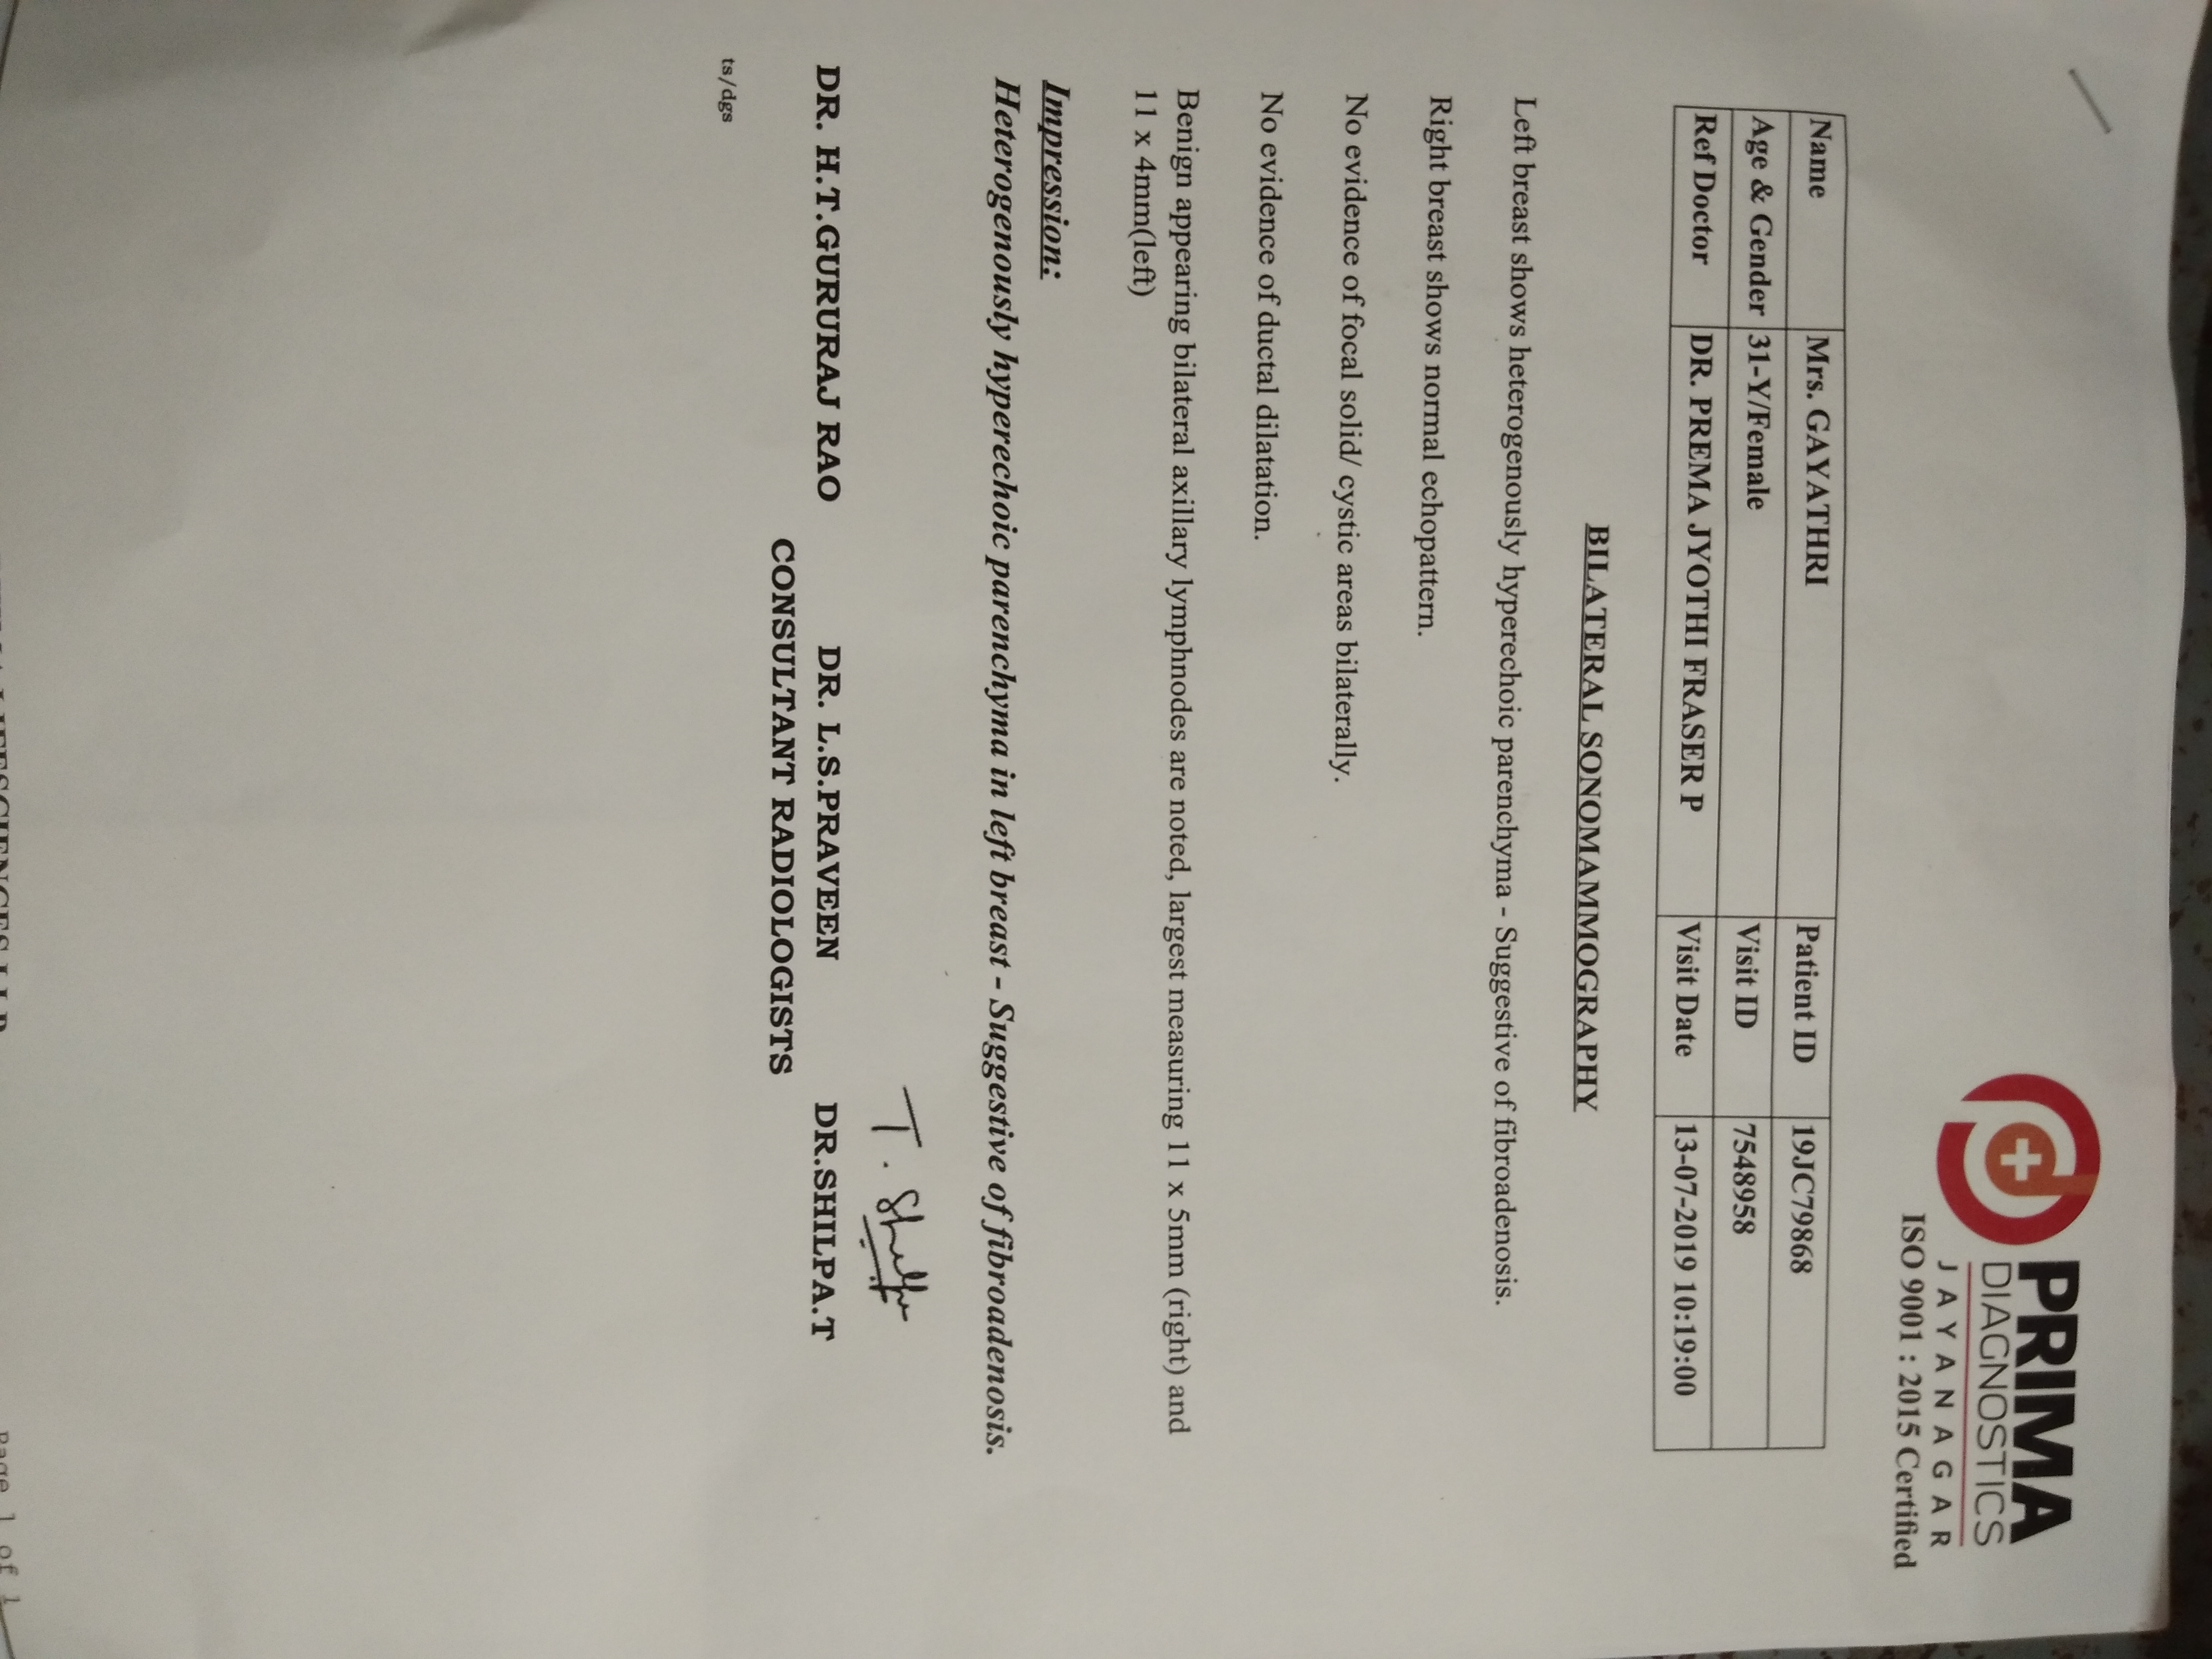 PRIMA
DIAGNOSTICS
JAYANAGAR
ISO 9001 : 2015 Certified
Name Mrs. GAYATHRI Patient ID 19JC79868
Age & Gender 31-Y/Female Visit ID 7548958
Ref Doctor DR. PREMA JYOTHI FRASER P Visit Date 13-07-2019 10:19:00
BILATERAL SONOMAMMOGRAPHY
Left breast shows heterogenously hyperechoic parenchyma - Suggestive of fibroadenosis.
Right breast shows normal echopattern.
No evidence of focal solid/ cystic areas bilaterally.
No evidence of ductal dilatation.
Benign appearing bilateral axillary lymphnodes are noted, largest measuring 11 x 5mm (right) and
11 x 4mm(left)
Impression:
Heterogenously hyperechoic parenchyma in left breast - Suggestive of fibroadenosis.
T. Shilpa
DR. H.T.GURURAJ RAO DR. L.S.PRAVEEN DR.SHILPA.T
CONSULTANT RADIOLOGISTS
ts/dgs
LIFESCIENCES LLP
Page 1 of 1